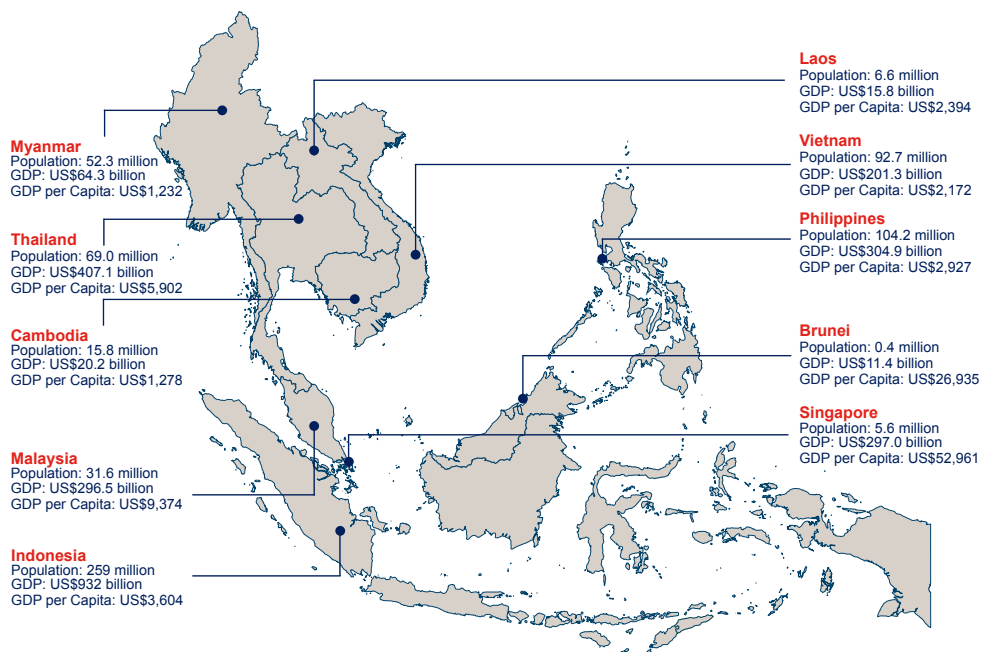 Myanmar
Population: 52.3 million
GDP: US$64.3 billion
GDP per Capita: US$1,232
Thailand
Population: 69.0 million
GDP: US$407.1 billion
GDP per Capita: US$5,902
Cambodia
Population: 15.8 million
GDP: US$20.2 billion
GDP per Capita: US$1,278
Malaysia
Population: 31.6 million
GDP: US$296.5 billion
GDP per Capita: US$9,374
Indonesia
Population: 259 million
GDP: US$932 billion
GDP per Capita: US$3,604
Laos
Population: 6.6 million
GDP: US$15.8 billion
GDP per Capita: US$2,394
Vietnam
Population: 92.7 million
GDP: US$201.3 billion
GDP per Capita: US$2,172
Philippines
Population: 104.2 million
GDP: US$304.9 billion
GDP per Capita: US$2,927
Brunei
Population: 0.4 million
GDP: US$11.4 billion
GDP per Capita: US$26,935
Singapore
Population: 5.6 million
GDP: US$297.0 billion
GDP per Capita: US$52,961